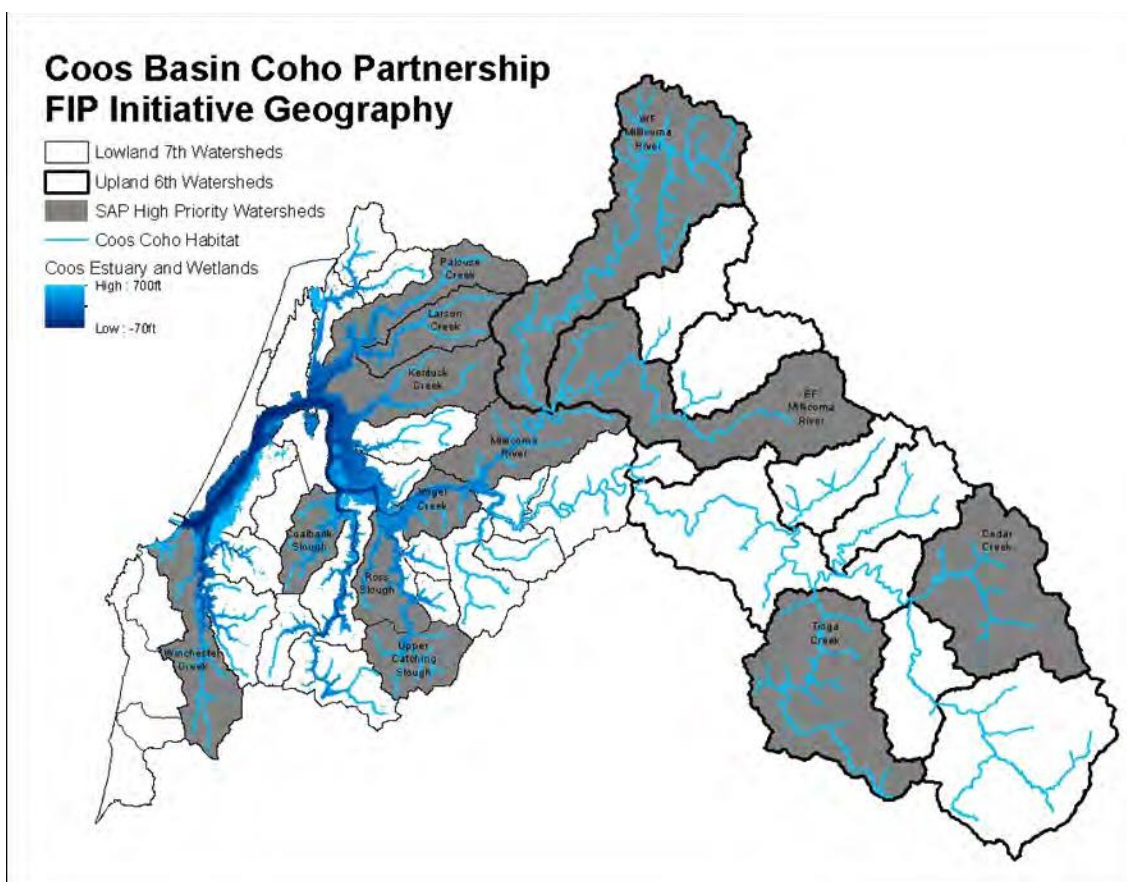 Coos Basin Coho Partnership
FIP Initiative Geography
Lowland 7th Watersheds
Upland 6th Watersheds
SAP High Priority Watersheds
Coos Coho Habitat
Coos Estuary and Wetlands
High : 700ft
Low : -70ft
WF
Millicoma
River
Palouse
Creek
Larson
Creek
Kentuck
Creek
EF
Millicoma
River
Millicoma
River
Vogel
Creek
Coalbank
Slough
Ross
Slough
Cedar
Creek
Tioga
Creek
Winchester
Creek
Upper
Catching
Slough